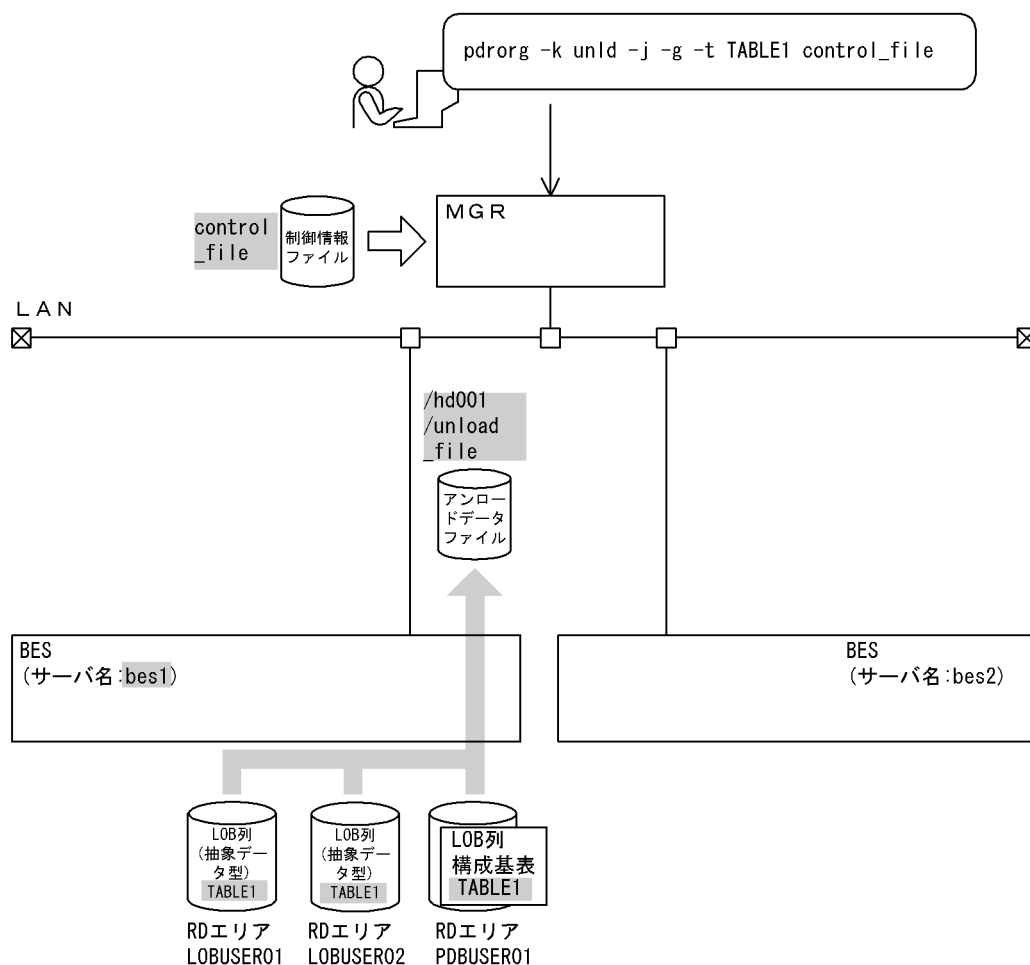 pdrorg -k unld -j -g -t TABLE1 control_file
MGR
control
_file
制御情報
ファイル
LAN
/hd001
/unload
_file
アンロー
ドデータ
ファイル
BES
(サーバ名:bes1)
BES
(サーバ名:bes2)
LOB列
(抽象デー
タ型)
TABLE1
LOB列
(抽象デー
タ型)
TABLE1
LOB列
構成基表
TABLE1
RDエリア
LOBUSER01
RDエリア
LOBUSER02
RDエリア
PDBUSER01